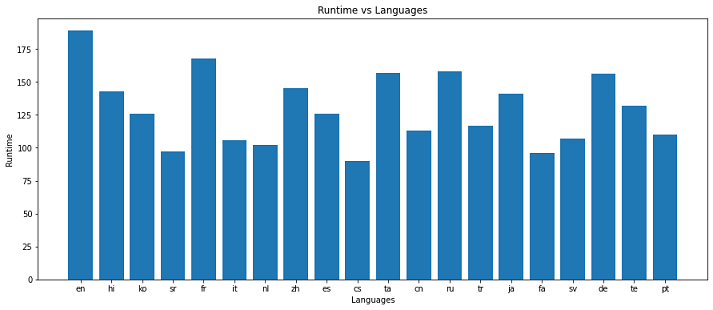 Runtime vs Languages
Runtime
175
150
125
100
75
50
25
0
en hi ko sr fr it nl zh es cs ta cn ru tr ja fa sv de te pt
Languages